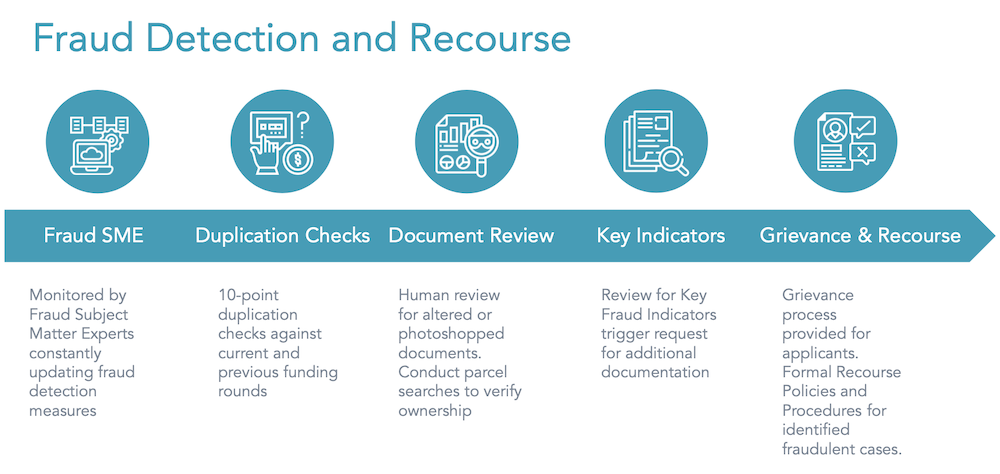 Fraud Detection and Recourse
Fraud SME
Duplication Checks
Document Review
Key Indicators
Grievance & Recourse
Monitored by
Fraud Subject
Matter Experts
constantly
updating fraud
detection
measures
10-point
duplication
checks against
current and
previous funding
rounds
Human review
for altered or
photoshopped
documents.
Conduct parcel
searches to verify
ownership
Review for Key
Fraud Indicators
trigger request
for additional
documentation
Grievance
process
provided for
applicants.
Formal Recourse
Policies and
Procedures for
identified
fraudulent cases.